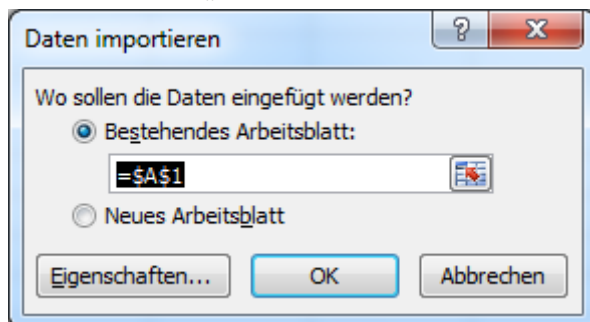 Daten importieren
Wo sollen die Daten eingefügt werden?
Bestehendes Arbeitsblatt:
=$A$1
Neues Arbeitsblatt
Eigenschaften... OK Abbrechen